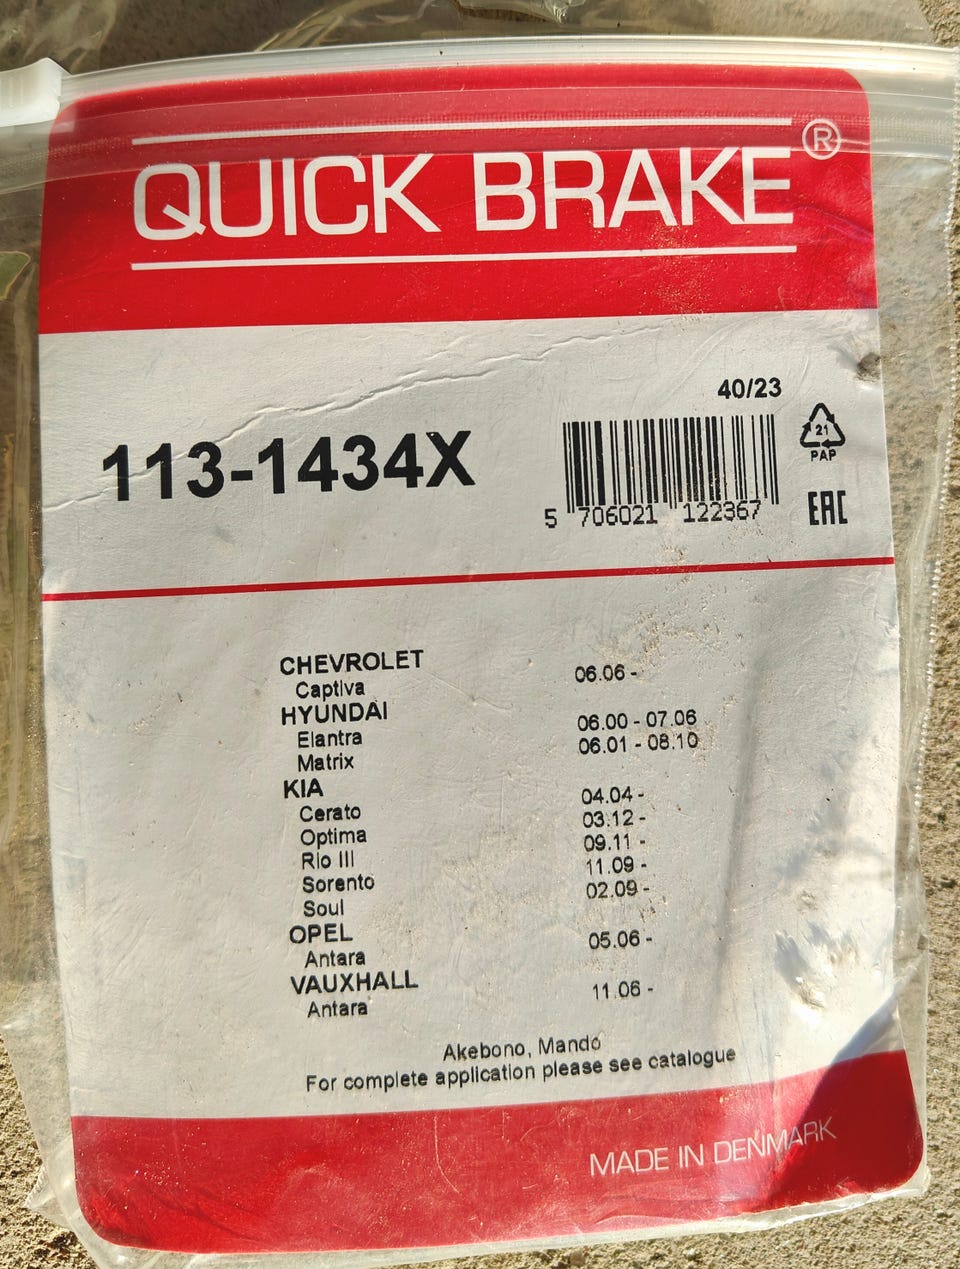 QUICK BRAKE®
40/23
113-1434X
21
PAP
5 706021 122367
EAC
CHEVROLET
Captiva 06.06 -
HYUNDAI
Elantra 06.00 - 07.06
Matrix 06.01 - 08.10
KIA
Cerato 04.04 -
Optima 03.12 -
Rio III 09.11 -
Sorento 11.09 -
Soul 02.09 -
OPEL
Antara 05.06 -
VAUXHALL
Antara 11.06 -
Akebono, Mando
For complete application please see catalogue
MADE IN DENMARK